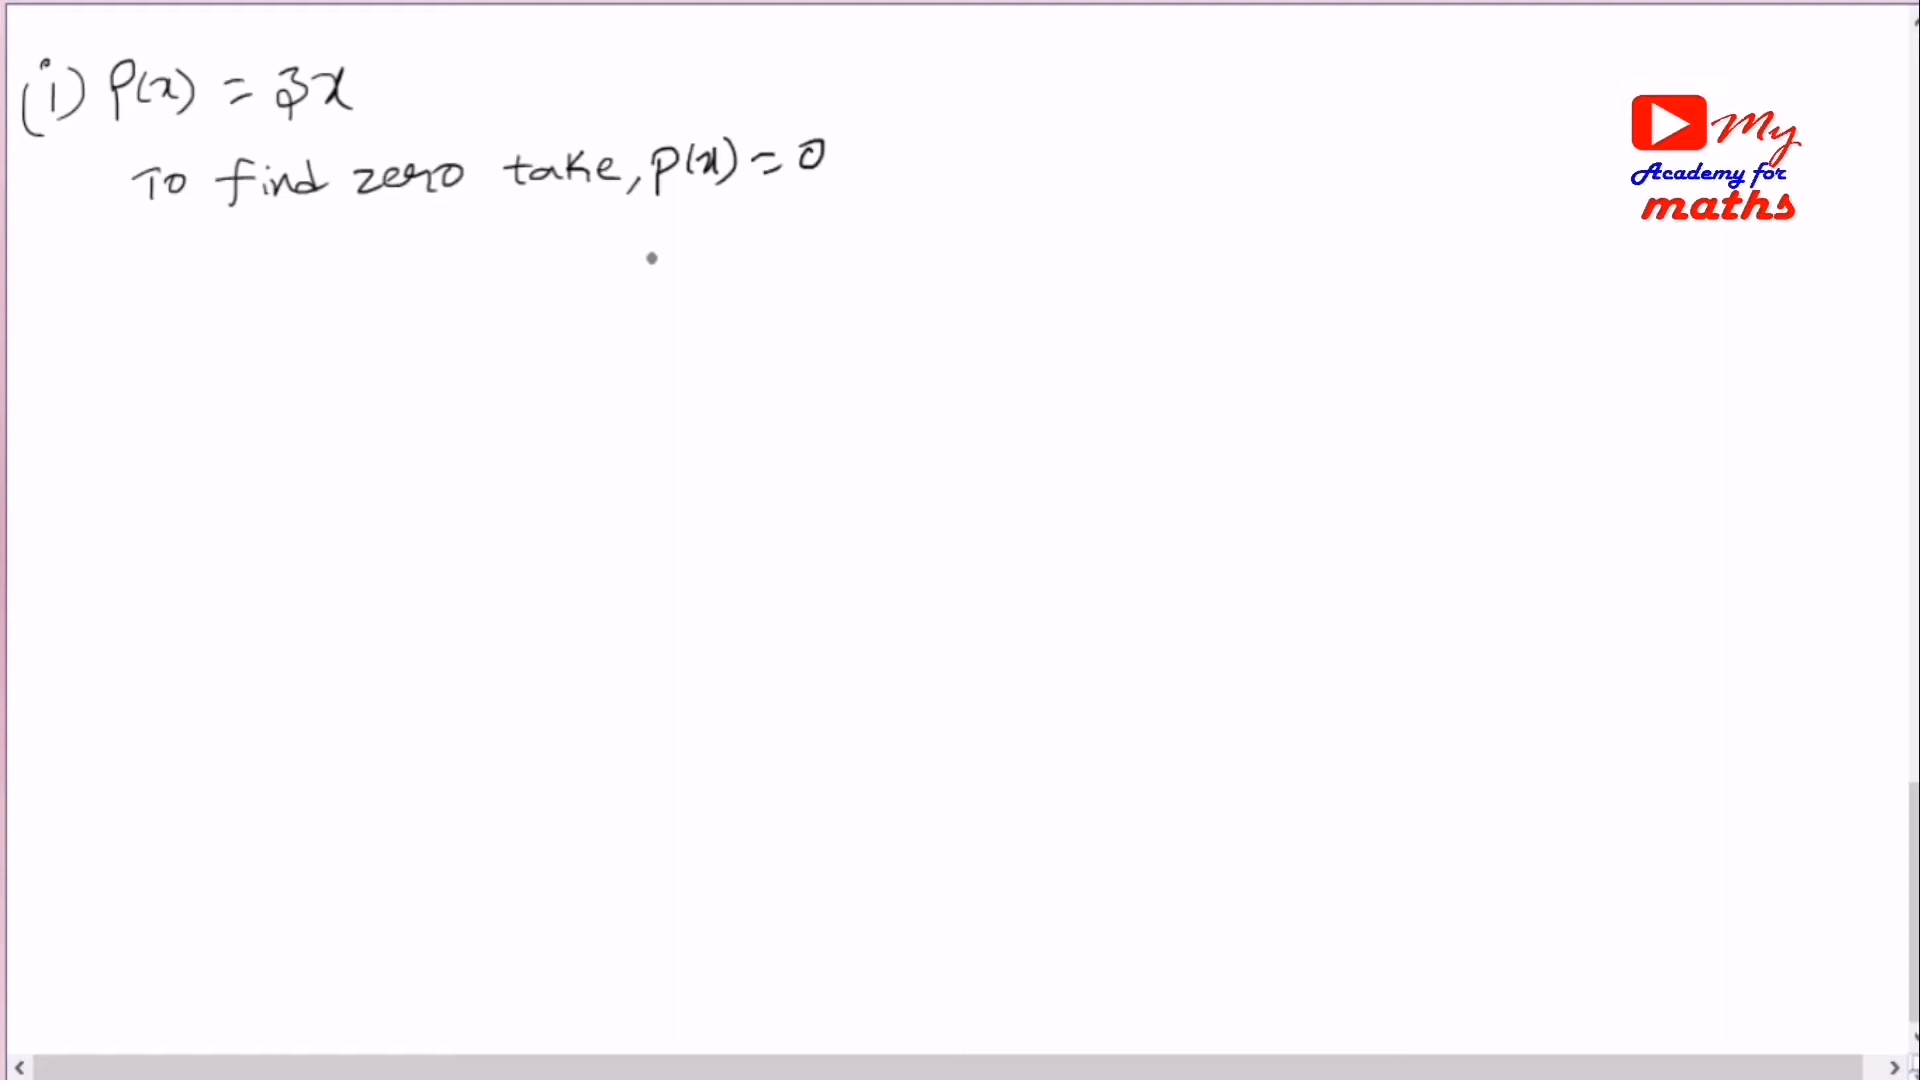 (i) P(x) = 3x
To find zero take, P(x) = 0
My
Academy for
maths